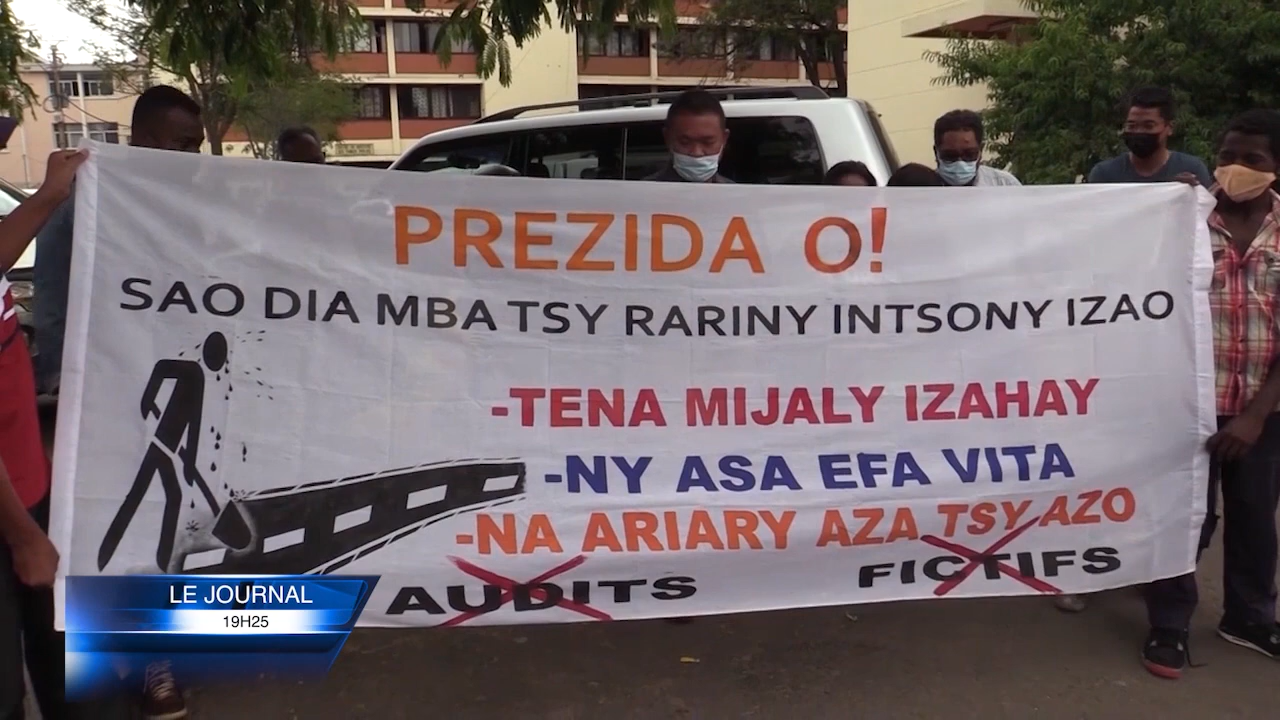 PREZIDA O!
SAO DIA MBA TSY RARINY INTSONY IZAO
-TENA MIJALY IZAHAY
-NY ASA EFA VITA
-NA ARIARY AZA TSY AZO
AUDITS FICTIFS
LE JOURNAL
19H25